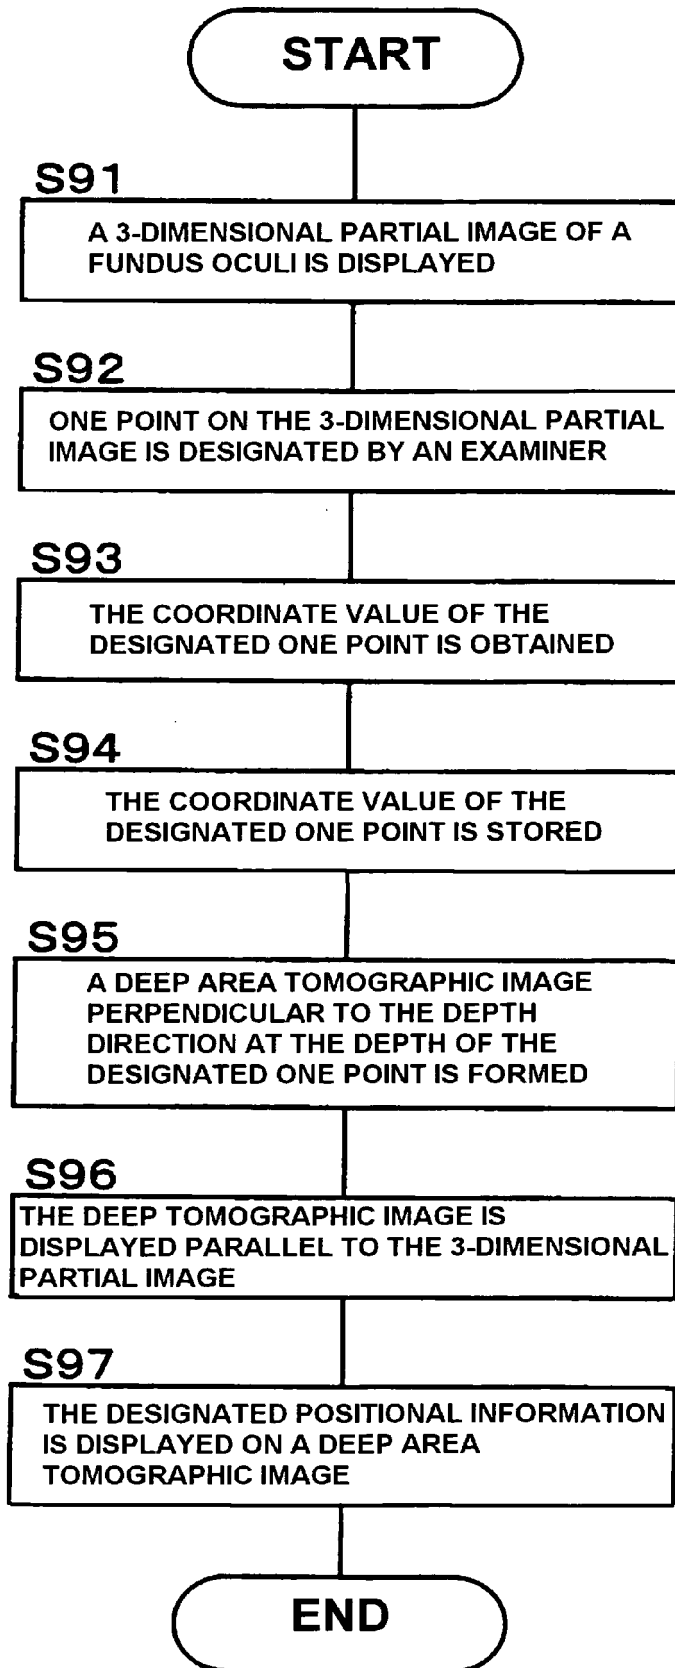 START
S91
A 3-DIMENSIONAL PARTIAL IMAGE OF A
FUNDUS OCULI IS DISPLAYED
S92
ONE POINT ON THE 3-DIMENSIONAL PARTIAL
IMAGE IS DESIGNATED BY AN EXAMINER
S93
THE COORDINATE VALUE OF THE
DESIGNATED ONE POINT IS OBTAINED
S94
THE COORDINATE VALUE OF THE
DESIGNATED ONE POINT IS STORED
S95
A DEEP AREA TOMOGRAPHIC IMAGE
PERPENDICULAR TO THE DEPTH
DIRECTION AT THE DEPTH OF THE
DESIGNATED ONE POINT IS FORMED
S96
THE DEEP TOMOGRAPHIC IMAGE IS
DISPLAYED PARALLEL TO THE 3-DIMENSIONAL
PARTIAL IMAGE
S97
THE DESIGNATED POSITIONAL INFORMATION
IS DISPLAYED ON A DEEP AREA
TOMOGRAPHIC IMAGE
END